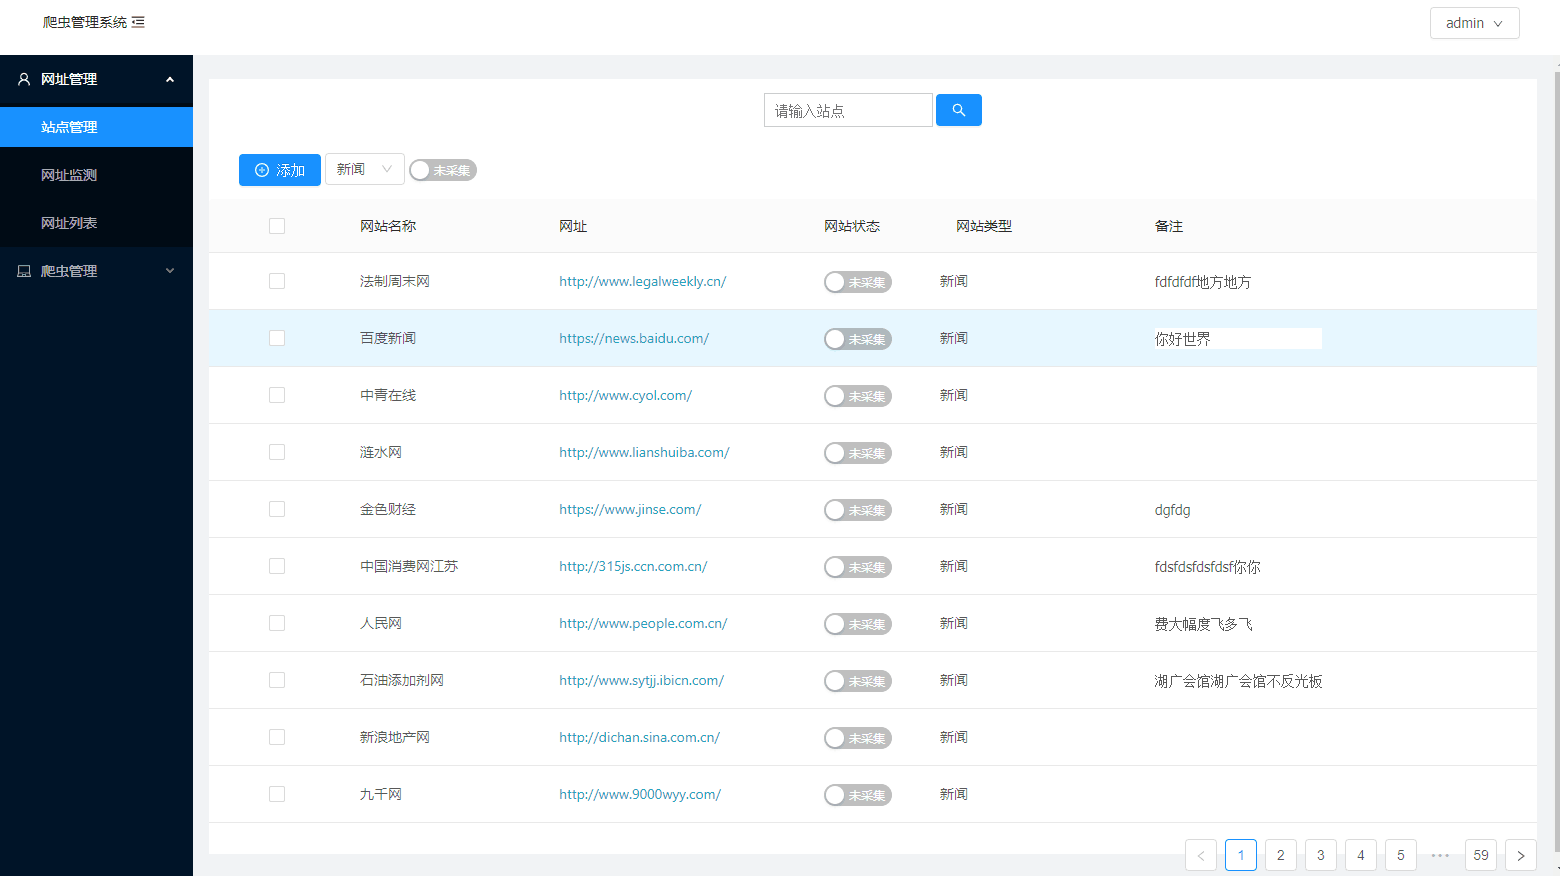 爬虫管理系统
admin
网址管理
站点管理
网址监测
网址列表
爬虫管理
请输入站点
添加 新闻 未采集
网站名称 网址 网站状态 网站类型 备注
法制周末网 http://www.legalweekly.cn/ 未采集 新闻 fdfdfdf地方地方
百度新闻 https://news.baidu.com/ 未采集 新闻 你好世界
中青在线 http://www.cyol.com/ 未采集 新闻
涟水网 http://www.lianshuiba.com/ 未采集 新闻
金色财经 https://www.jinse.com/ 未采集 新闻 dgfdg
中国消费网江苏 http://315js.ccn.com.cn/ 未采集 新闻 fdsfdsfdsfdsf你你
人民网 http://www.people.com.cn/ 未采集 新闻 费大幅度飞多飞
石油添加剂网 http://www.sytjj.ibicn.com/ 未采集 新闻 湖广会馆湖广会馆不反光板
新浪地产网 http://dichan.sina.com.cn/ 未采集 新闻
九千网 http://www.9000wyy.com/ 未采集 新闻
1 2 3 4 5 ••• 59